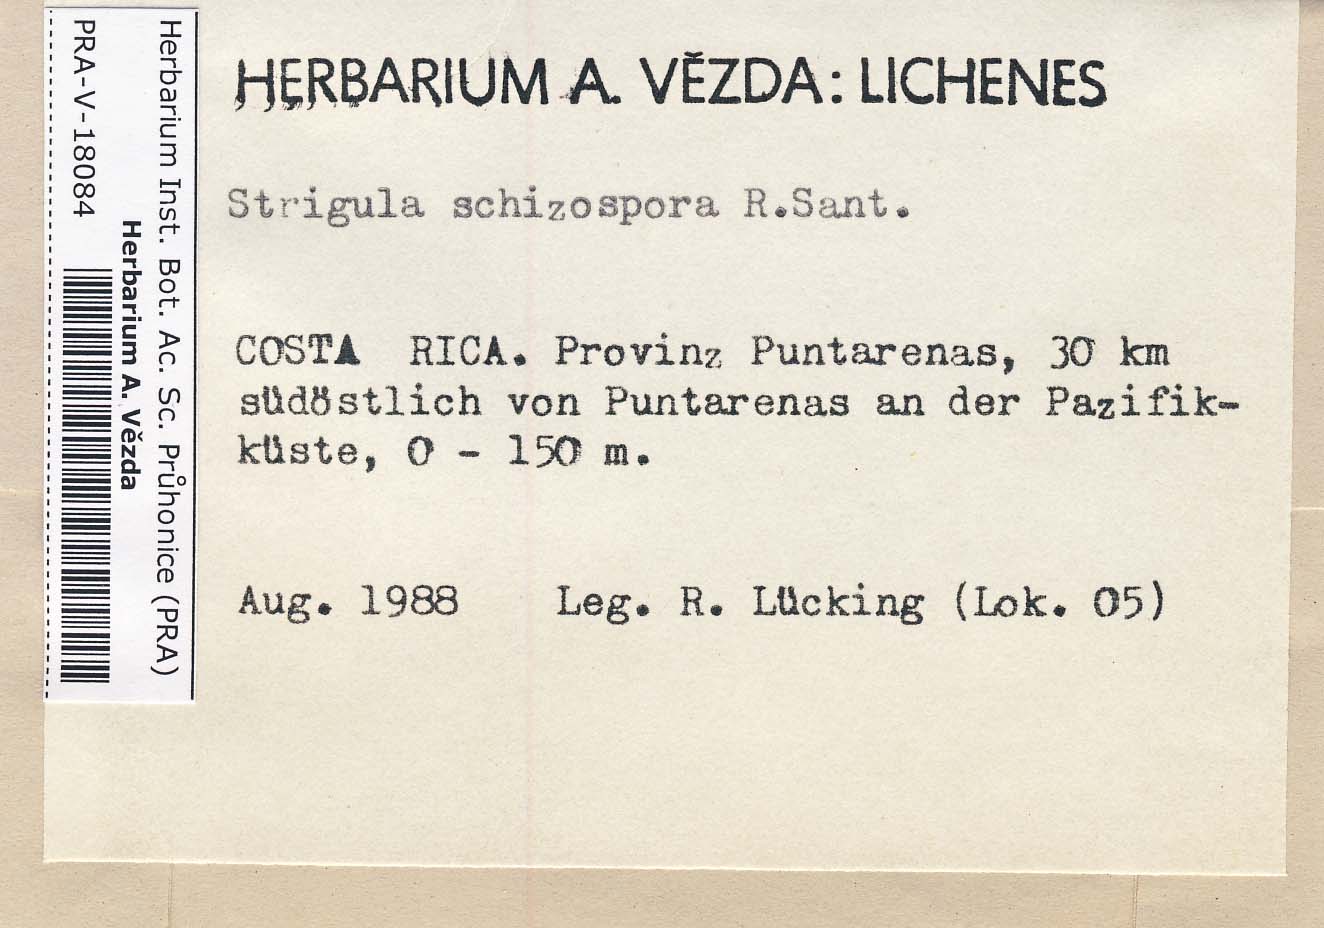 HERBARIUM A. VĚZDA: LICHENES
Strigula schizospora R.Sant.
COSTA RICA. Provinz Puntarenas, 30 km
südöstlich von Puntarenas an der Pazifik-
küste, 0 - 150 m.
Aug. 1988 Leg. R. Lücking (Lok. 05)
Herbarium Inst. Bot. Ac. Sc. Průhonice (PRA)
Herbarium A. Vězda
PRA-V-18084